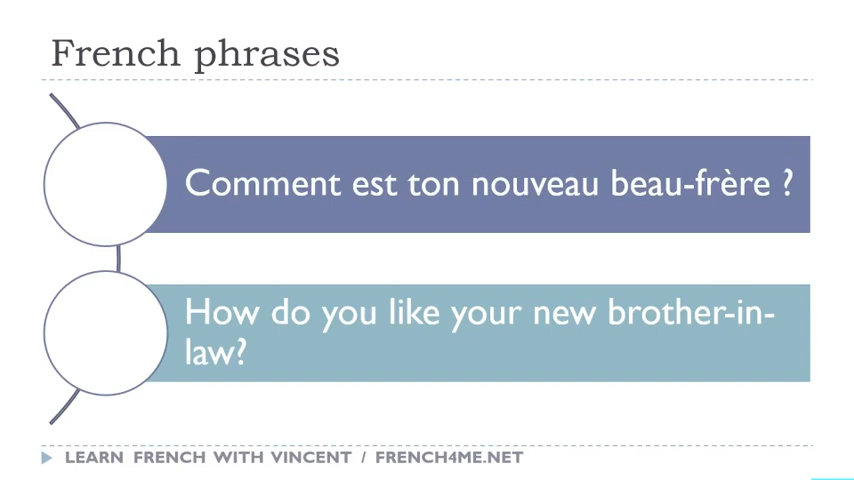 French phrases
Comment est ton nouveau beau-frère ?
How do you like your new brother-in-
law?
LEARN FRENCH WITH VINCENT / FRENCH4ME.NET